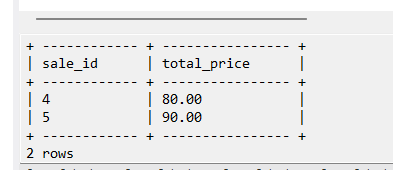 + ------------ + ---------------- +
| sale_id | total_price |
+ ------------ + ---------------- +
| 4 | 80.00 |
| 5 | 90.00 |
+ ------------ + ---------------- +
2 rows